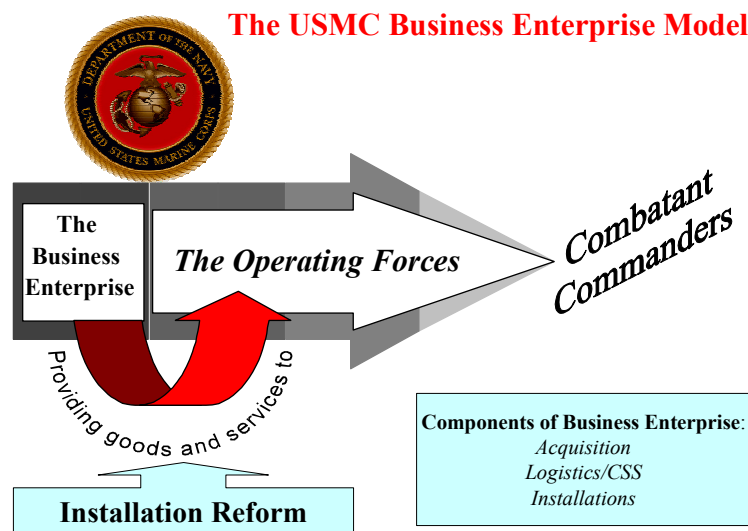 The USMC Business Enterprise Model
DEPARTMENT OF THE NAVY
UNITED STATES MARINE CORPS
The
Business
Enterprise
The Operating Forces
Combatant
Commanders
Providing goods and services to
Installation Reform
Components of Business Enterprise:
Acquisition
Logistics/CSS
Installations